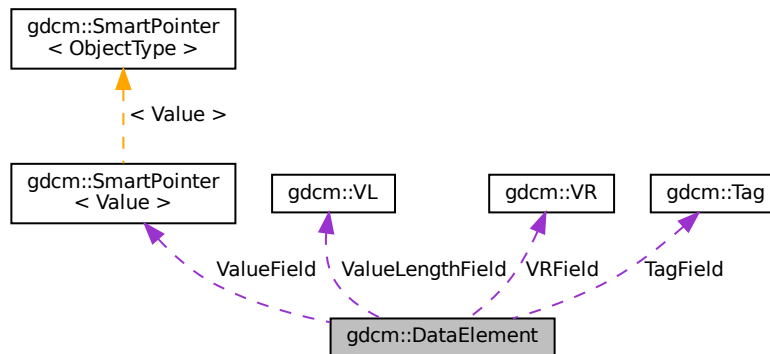 gdcm::SmartPointer
< ObjectType >
< Value >
gdcm::SmartPointer
< Value >
gdcm::VL
gdcm::VR
gdcm::Tag
ValueField
ValueLengthField
VRField
TagField
gdcm::DataElement